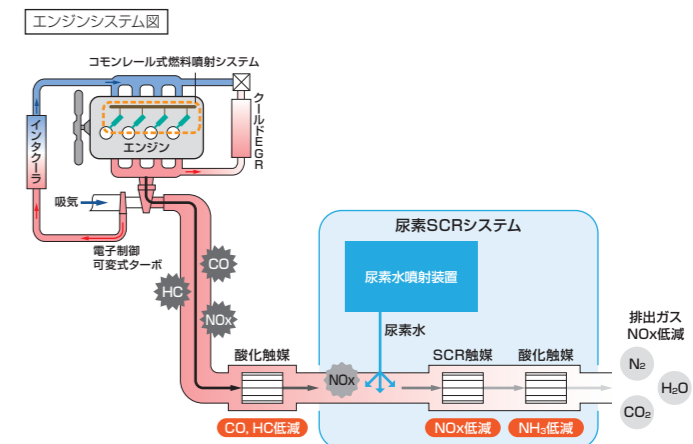 エンジンシステム図
コモンレール式燃料噴射システム
クールドEGR
インタクーラ
エンジン
吸気
電子制御
可変式ターボ
CO
HC
NOx
尿素SCRシステム
尿素水噴射装置
尿素水
排出ガス
NOx低減
酸化触媒
NOx
SCR触媒
酸化触媒
N₂
H₂O
CO₂
CO, HC低減
NOx低減
NH₃低減